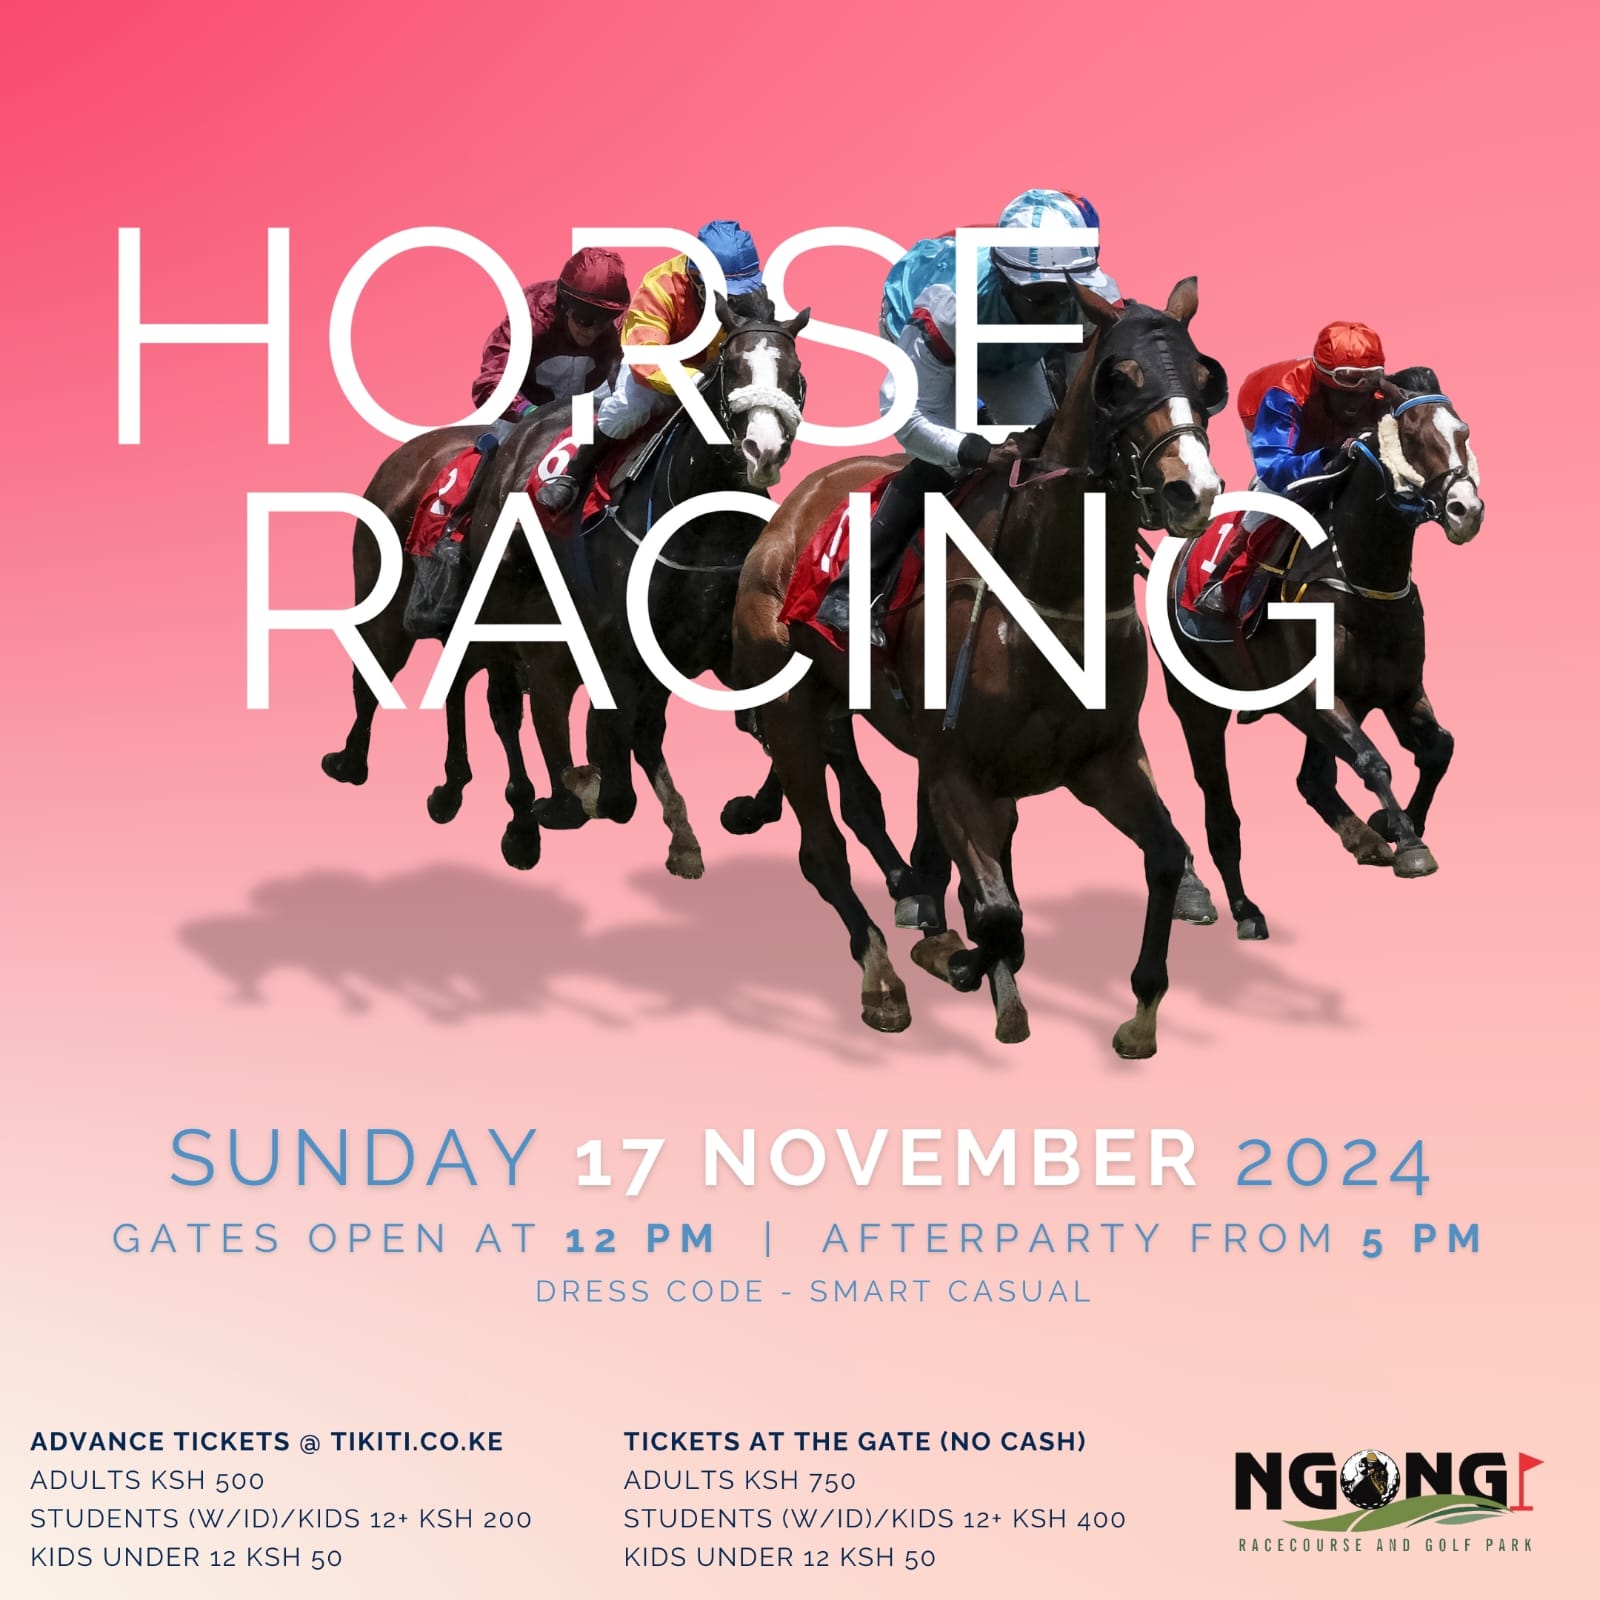 HORSE
RACING
6
2
1
SUNDAY 17 NOVEMBER 2024
GATES OPEN AT 12 PM | AFTERPARTY FROM 5 PM
DRESS CODE - SMART CASUAL
ADVANCE TICKETS @ TIKITI.CO.KE
ADULTS KSH 500
STUDENTS (W/ID)/KIDS 12+ KSH 200
KIDS UNDER 12 KSH 50
TICKETS AT THE GATE (NO CASH)
ADULTS KSH 750
STUDENTS (W/ID)/KIDS 12+ KSH 400
KIDS UNDER 12 KSH 50
NGONG
RACECOURSE AND GOLF PARK